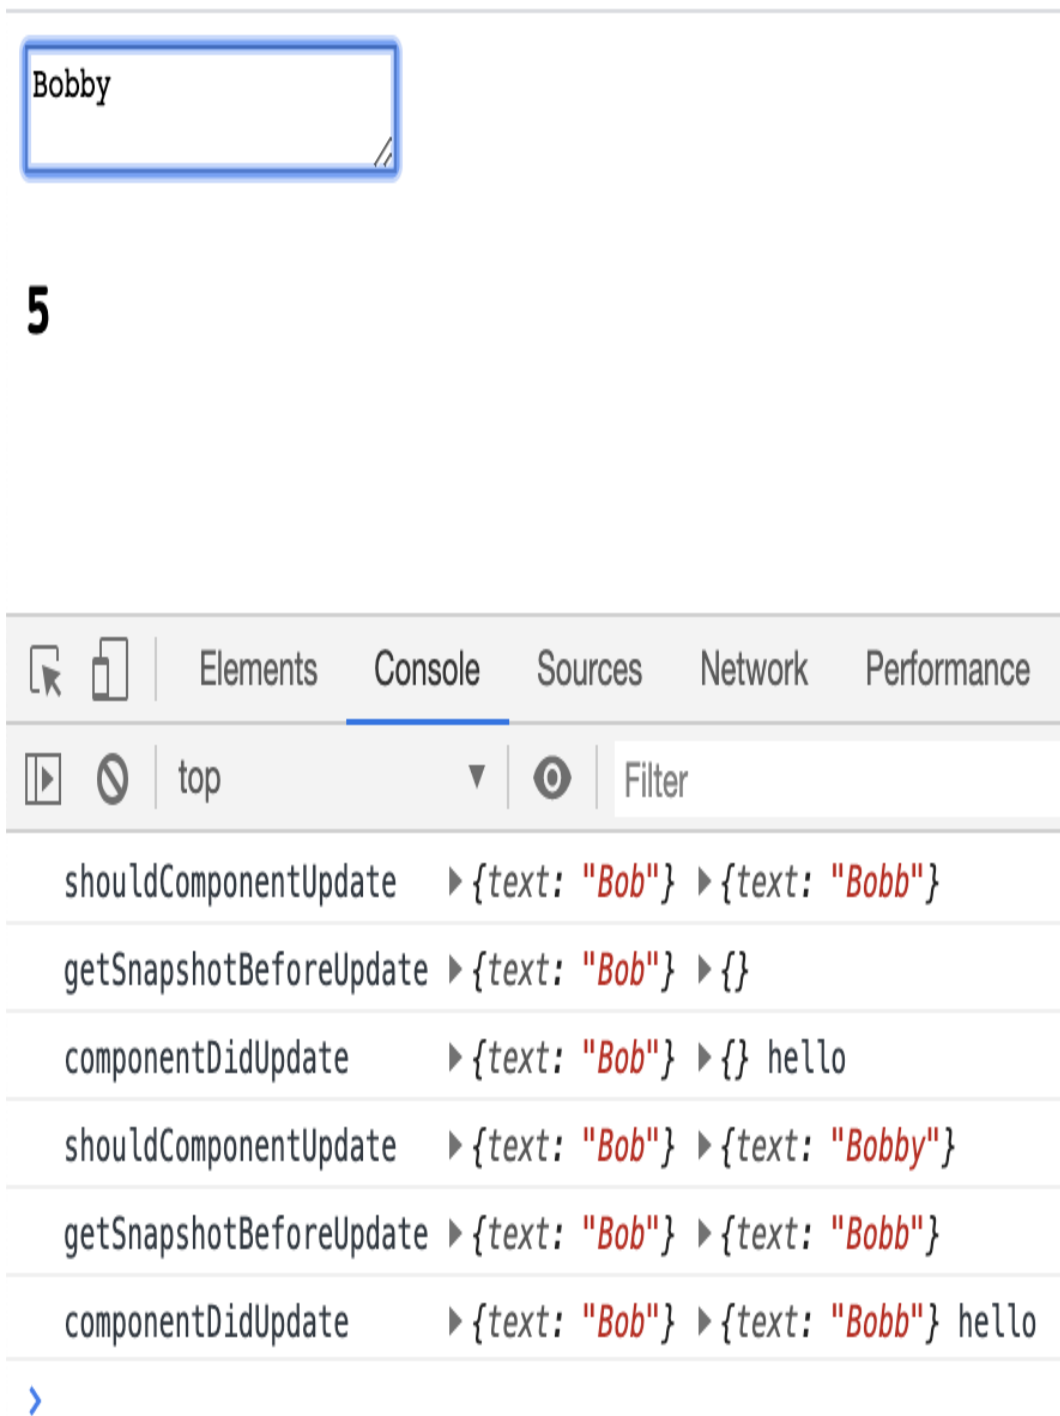 Bobby
5
Elements Console Sources Network Performance
top ▼ Filter
shouldComponentUpdate ▶{text: "Bob"} ▶{text: "Bobb"}
getSnapshotBeforeUpdate ▶{text: "Bob"} ▶{}
componentDidUpdate ▶{text: "Bob"} ▶{} hello
shouldComponentUpdate ▶{text: "Bob"} ▶{text: "Bobby"}
getSnapshotBeforeUpdate ▶{text: "Bob"} ▶{text: "Bobb"}
componentDidUpdate ▶{text: "Bob"} ▶{text: "Bobb"} hello